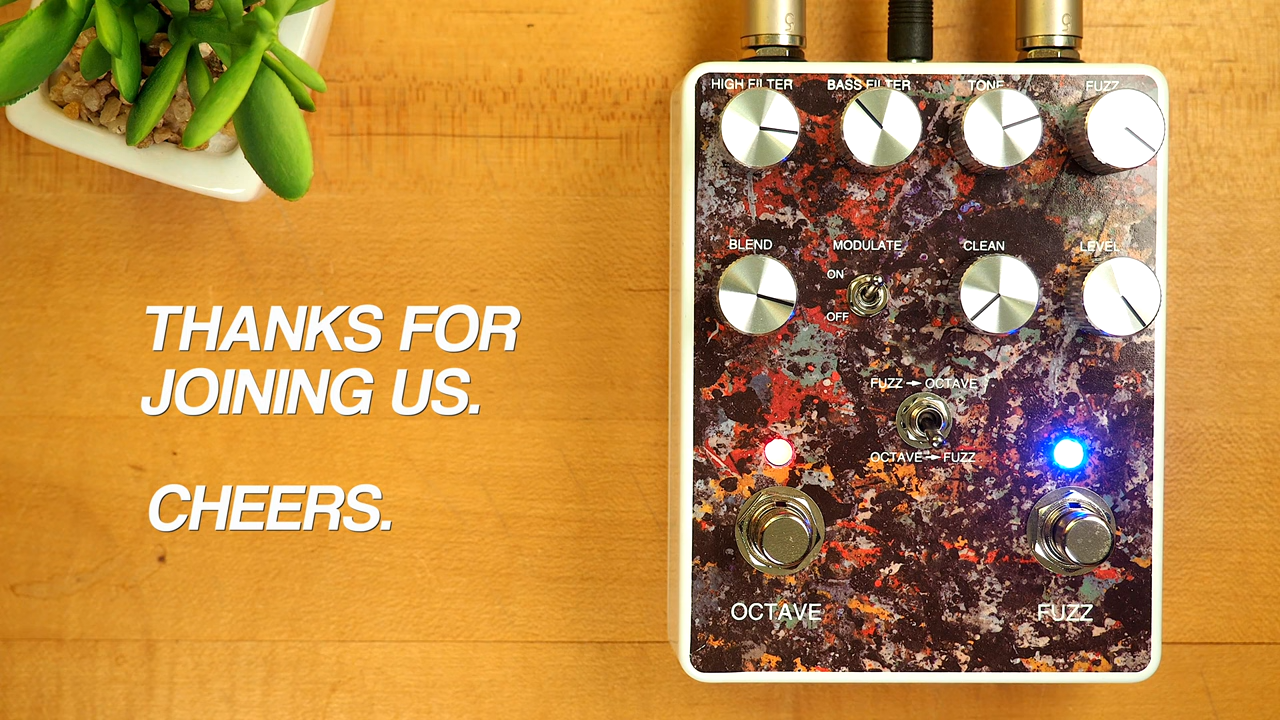 THANKS FOR
JOINING US.
CHEERS.
HIGH FILTER
BASS FILTER
TONE
FUZZ
BLEND
MODULATE
CLEAN
LEVEL
ON
OFF
FUZZ → OCTAVE
OCTAVE → FUZZ
OCTAVE
FUZZ